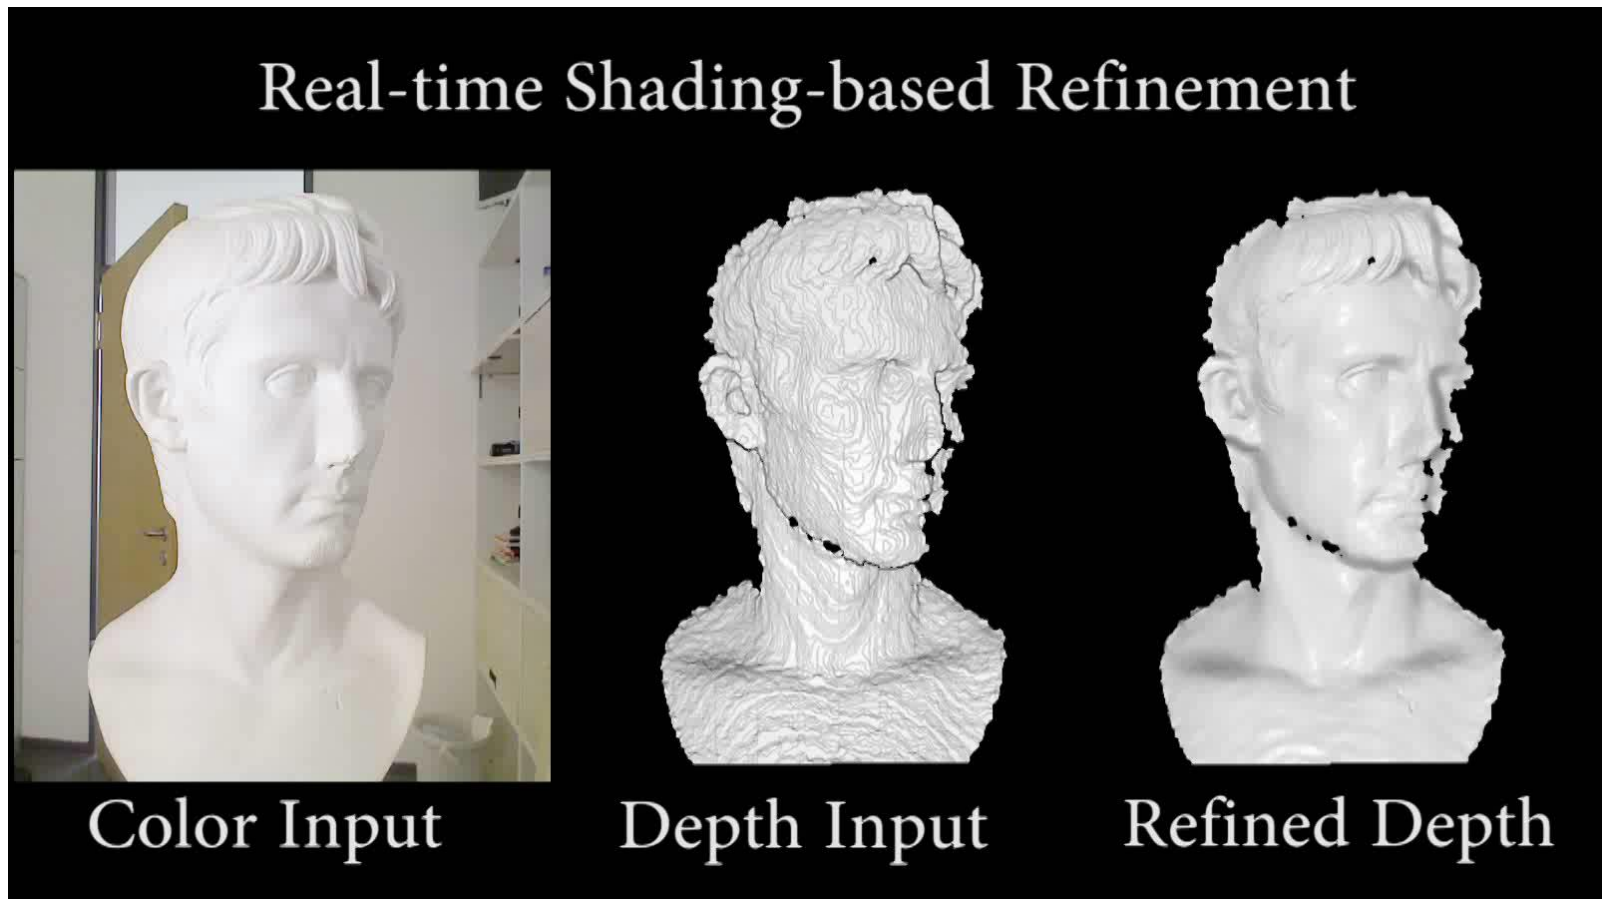 Real-time Shading-based Refinement
Color Input
Depth Input
Refined Depth